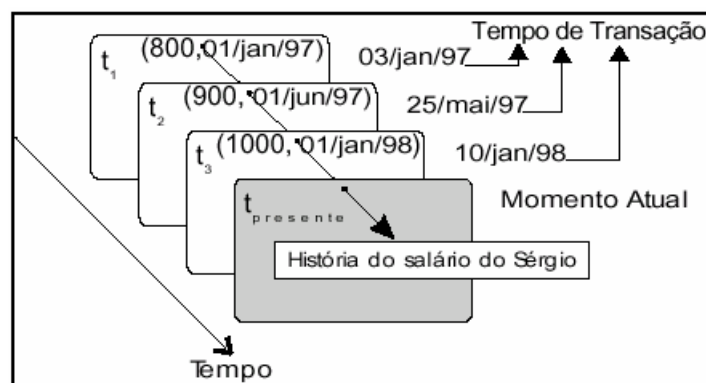 Tempo de Transação
t1 (800,01/jan/97) 03/jan/97
t2 (900, 01/jun/97) 25/mai/97
t3 (1000, 01/jan/98) 10/jan/98
tpresente Momento Atual
História do salário do Sérgio
Tempo